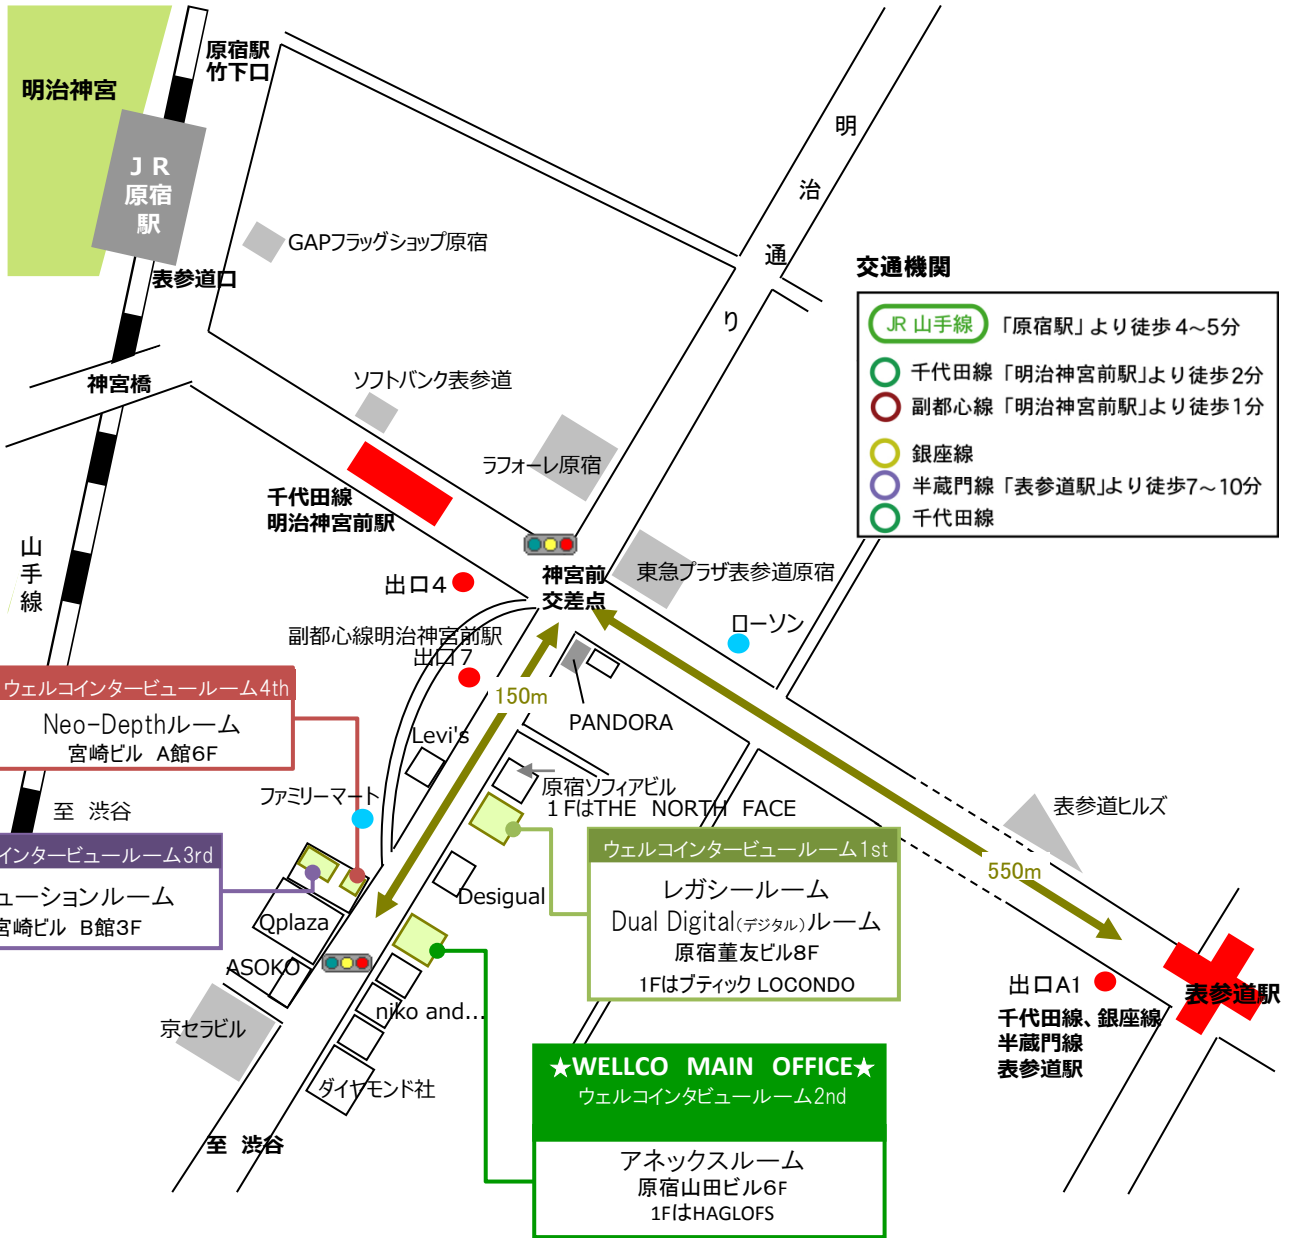 明治神宮
原宿駅
竹下口
ＪＲ
原宿
駅
表参道口
神宮橋
GAPフラッグショップ原宿
ソフトバンク表参道
ラフォーレ原宿
千代田線
明治神宮前駅
明治通り
交通機関
JR 山手線 「原宿駅」より徒歩4～5分
千代田線「明治神宮前駅」より徒歩2分
副都心線「明治神宮前駅」より徒歩1分
銀座線
半蔵門線「表参道駅」より徒歩7～10分
千代田線
山手線
出口４
神宮前
交差点
東急プラザ表参道原宿
ローソン
副都心線明治神宮前駅
出口７
150m
PANDORA
Levi's
ウェルコインタービュールーム4th
Neo-Depthルーム
宮崎ビル A館6F
ファミリーマート
至 渋谷
原宿ソフィアビル
１FはTHE NORTH FACE
表参道ヒルズ
550m
インタービュールーム3rd
ューションルーム
宮崎ビル B館3F
ウェルコインタービュールーム1st
レガシールーム
Dual Digital(デジタル)ルーム
原宿董友ビル8F
1Fはブティック LOCONDO
Desigual
Qplaza
ASOKO
京セラビル
niko and...
ダイヤモンド社
至 渋谷
出口A1
千代田線、銀座線
半蔵門線
表参道駅
表参道駅
★WELLCO MAIN OFFICE★
ウェルコインタビュールーム2nd
アネックスルーム
原宿山田ビル6F
1FはHAGLOFS